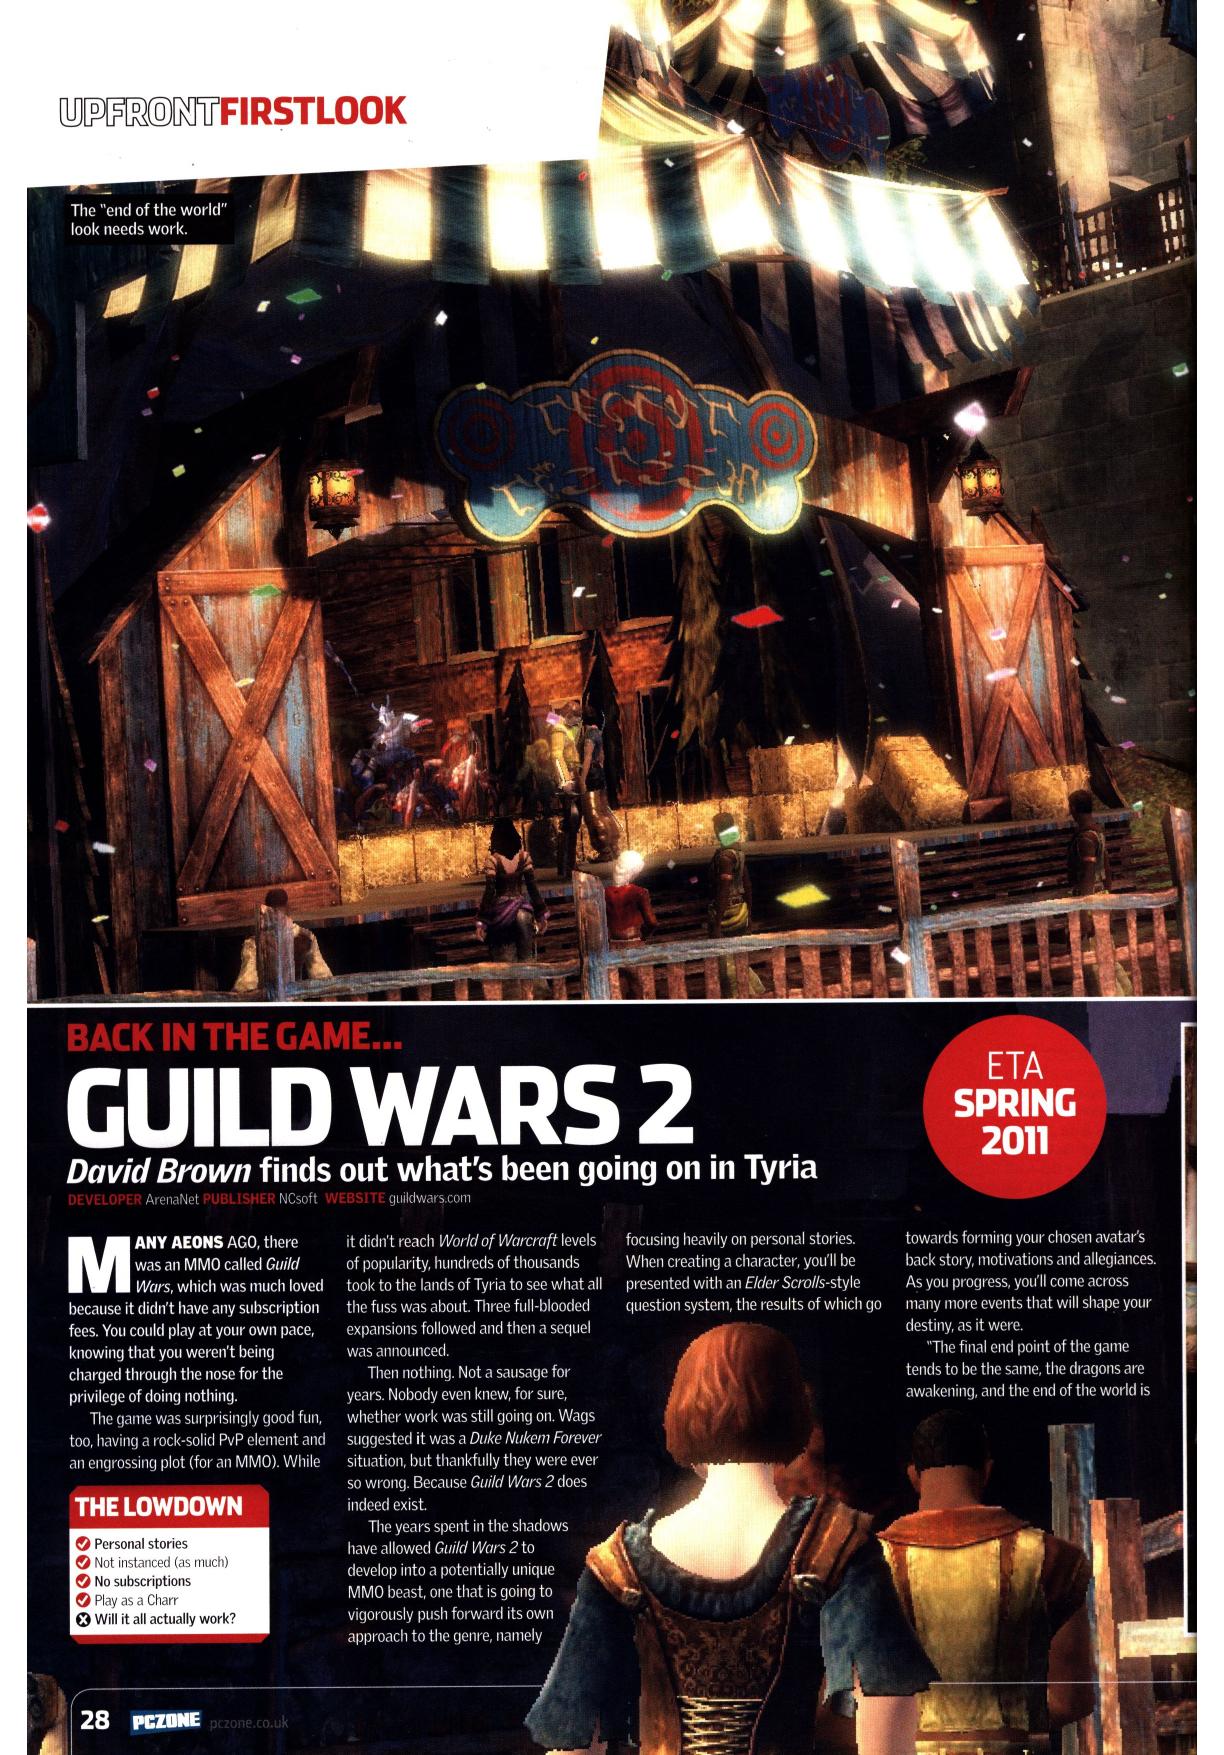 UPFRONTFIRSTLOOK
The "end of the world"
look needs work.
BACK IN THE GAME...
GUILD WARS 2
David Brown finds out what's been going on in Tyria
DEVELOPER ArenaNet PUBLISHER NCsoft WEBSITE guildwars.com
ETA
SPRING
2011
MANY AEONS AGO, there
was an MMO called Guild
Wars, which was much loved
because it didn't have any subscription
fees. You could play at your own pace,
knowing that you weren't being
charged through the nose for the
privilege of doing nothing.
The game was surprisingly good fun,
too, having a rock-solid PvP element and
an engrossing plot (for an MMO). While
THE LOWDOWN
Personal stories
Not instanced (as much)
No subscriptions
Play as a Charr
Will it all actually work?
it didn't reach World of Warcraft levels
of popularity, hundreds of thousands
took to the lands of Tyria to see what all
the fuss was about. Three full-blooded
expansions followed and then a sequel
was announced.
Then nothing. Not a sausage for
years. Nobody even knew, for sure,
whether work was still going on. Wags
suggested it was a Duke Nukem Forever
situation, but thankfully they were ever
so wrong. Because Guild Wars 2 does
indeed exist.
The years spent in the shadows
have allowed Guild Wars 2 to
develop into a potentially unique
MMO beast, one that is going to
vigorously push forward its own
approach to the genre, namely
focusing heavily on personal stories.
When creating a character, you'll be
presented with an Elder Scrolls-style
question system, the results of which go
towards forming your chosen avatar's
back story, motivations and allegiances.
As you progress, you'll come across
many more events that will shape your
destiny, as it were.
"The final end point of the game
tends to be the same, the dragons are
awakening, and the end of the world is
28 PCZONE pczone.co.uk